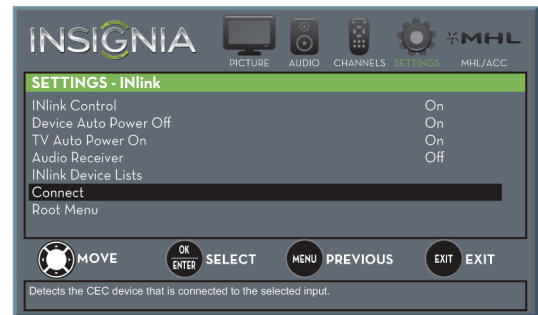 INSIGNIA
PICTURE AUDIO CHANNELS SETTINGS MHL MHL/ACC
SETTINGS - INlink
INlink Control On
Device Auto Power Off On
TV Auto Power On On
Audio Receiver Off
INlink Device Lists
Connect
Root Menu
MOVE OK ENTER SELECT MENU PREVIOUS EXIT EXIT
Detects the CEC device that is connected to the selected input.